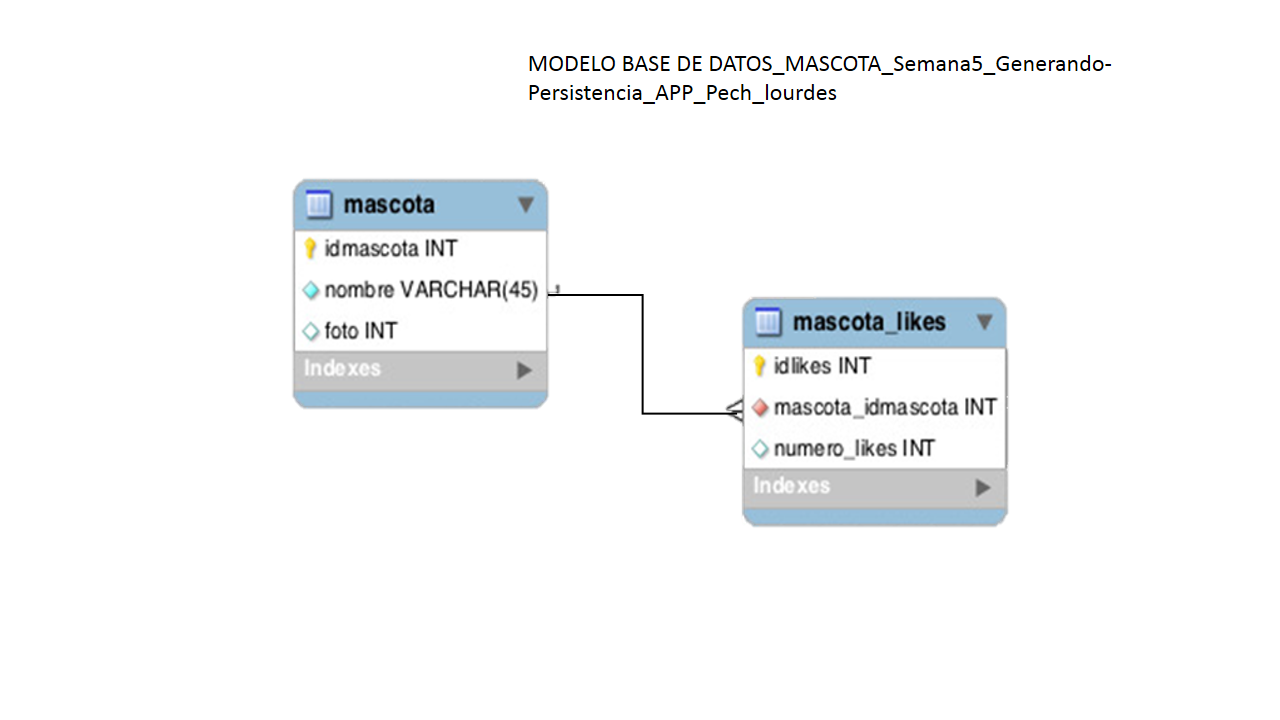 MODELO BASE DE DATOS_MASCOTA_Semana5_Generando-
Persistencia_APP_Pech_lourdes
mascota
idmascota INT
nombre VARCHAR(45)
foto INT
Indexes
mascota_likes
idlikes INT
mascota_idmascota INT
numero_likes INT
Indexes